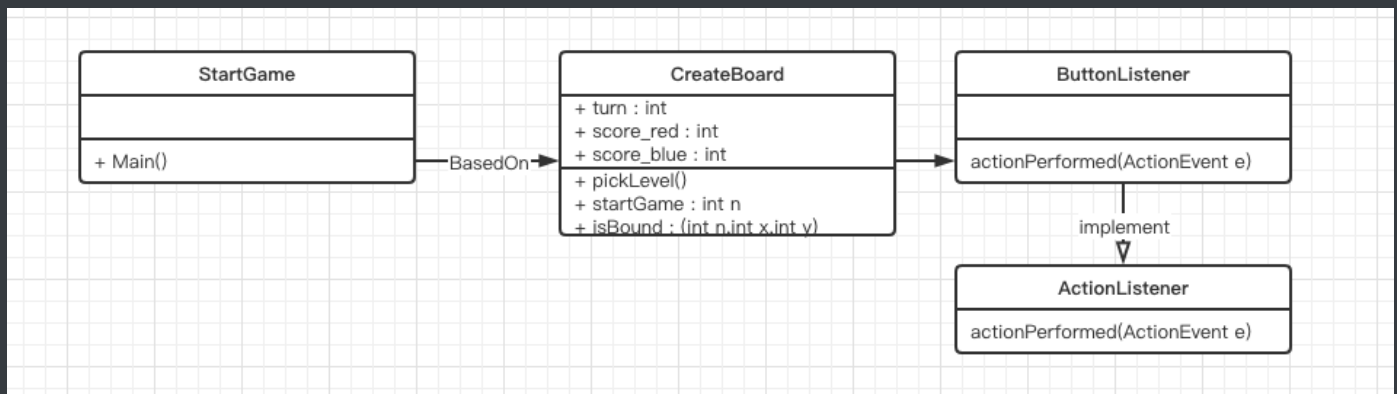 StartGame
+ Main()
BasedOn
CreateBoard
+ turn : int
+ score_red : int
+ score_blue : int
+ pickLevel()
+ startGame : int n
+ isBound : (int n,int x,int y)
ButtonListener
actionPerformed(ActionEvent e)
implement
ActionListener
actionPerformed(ActionEvent e)